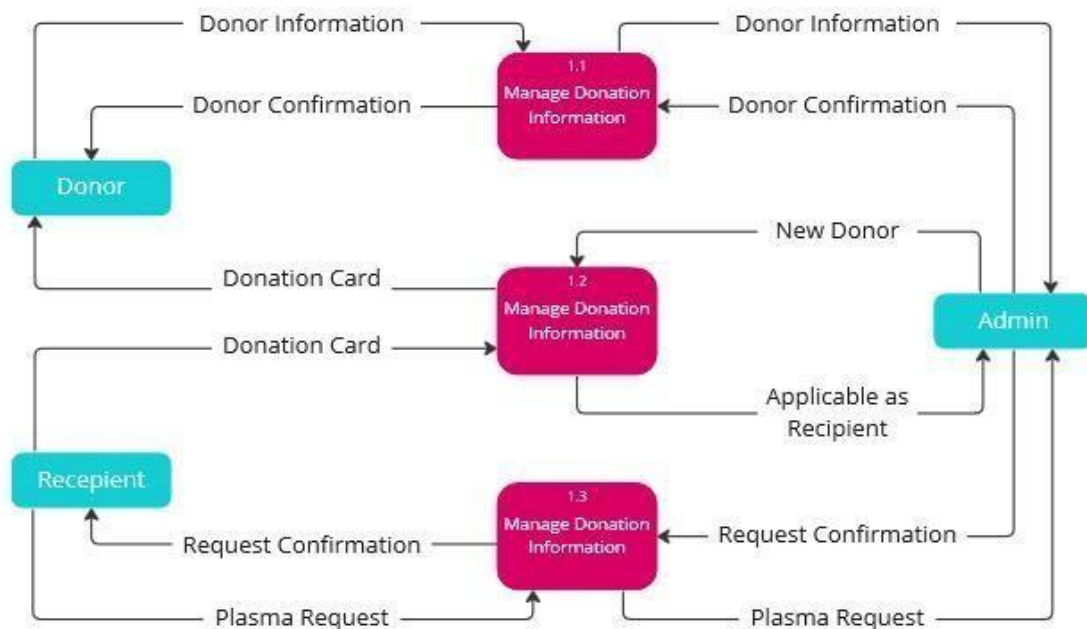 Donor Information
Donor Information
1.1
Manage Donation
Information
Donor Confirmation
Donor Confirmation
Donor
New Donor
Donation Card
1.2
Manage Donation
Information
Admin
Donation Card
Applicable as
Recipient
Recepient
1.3
Manage Donation
Information
Request Confirmation
Request Confirmation
Plasma Request
Plasma Request